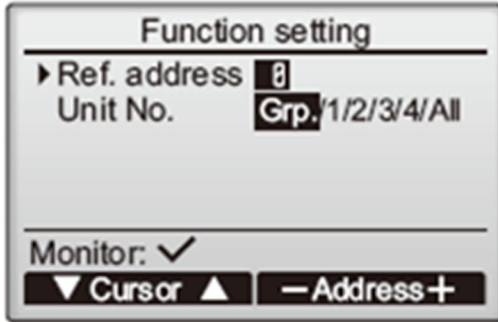 Function setting
▶Ref. address 0
Unit No. Grp./1/2/3/4/All
Monitor: ✓
▼ Cursor ▲ −Address+